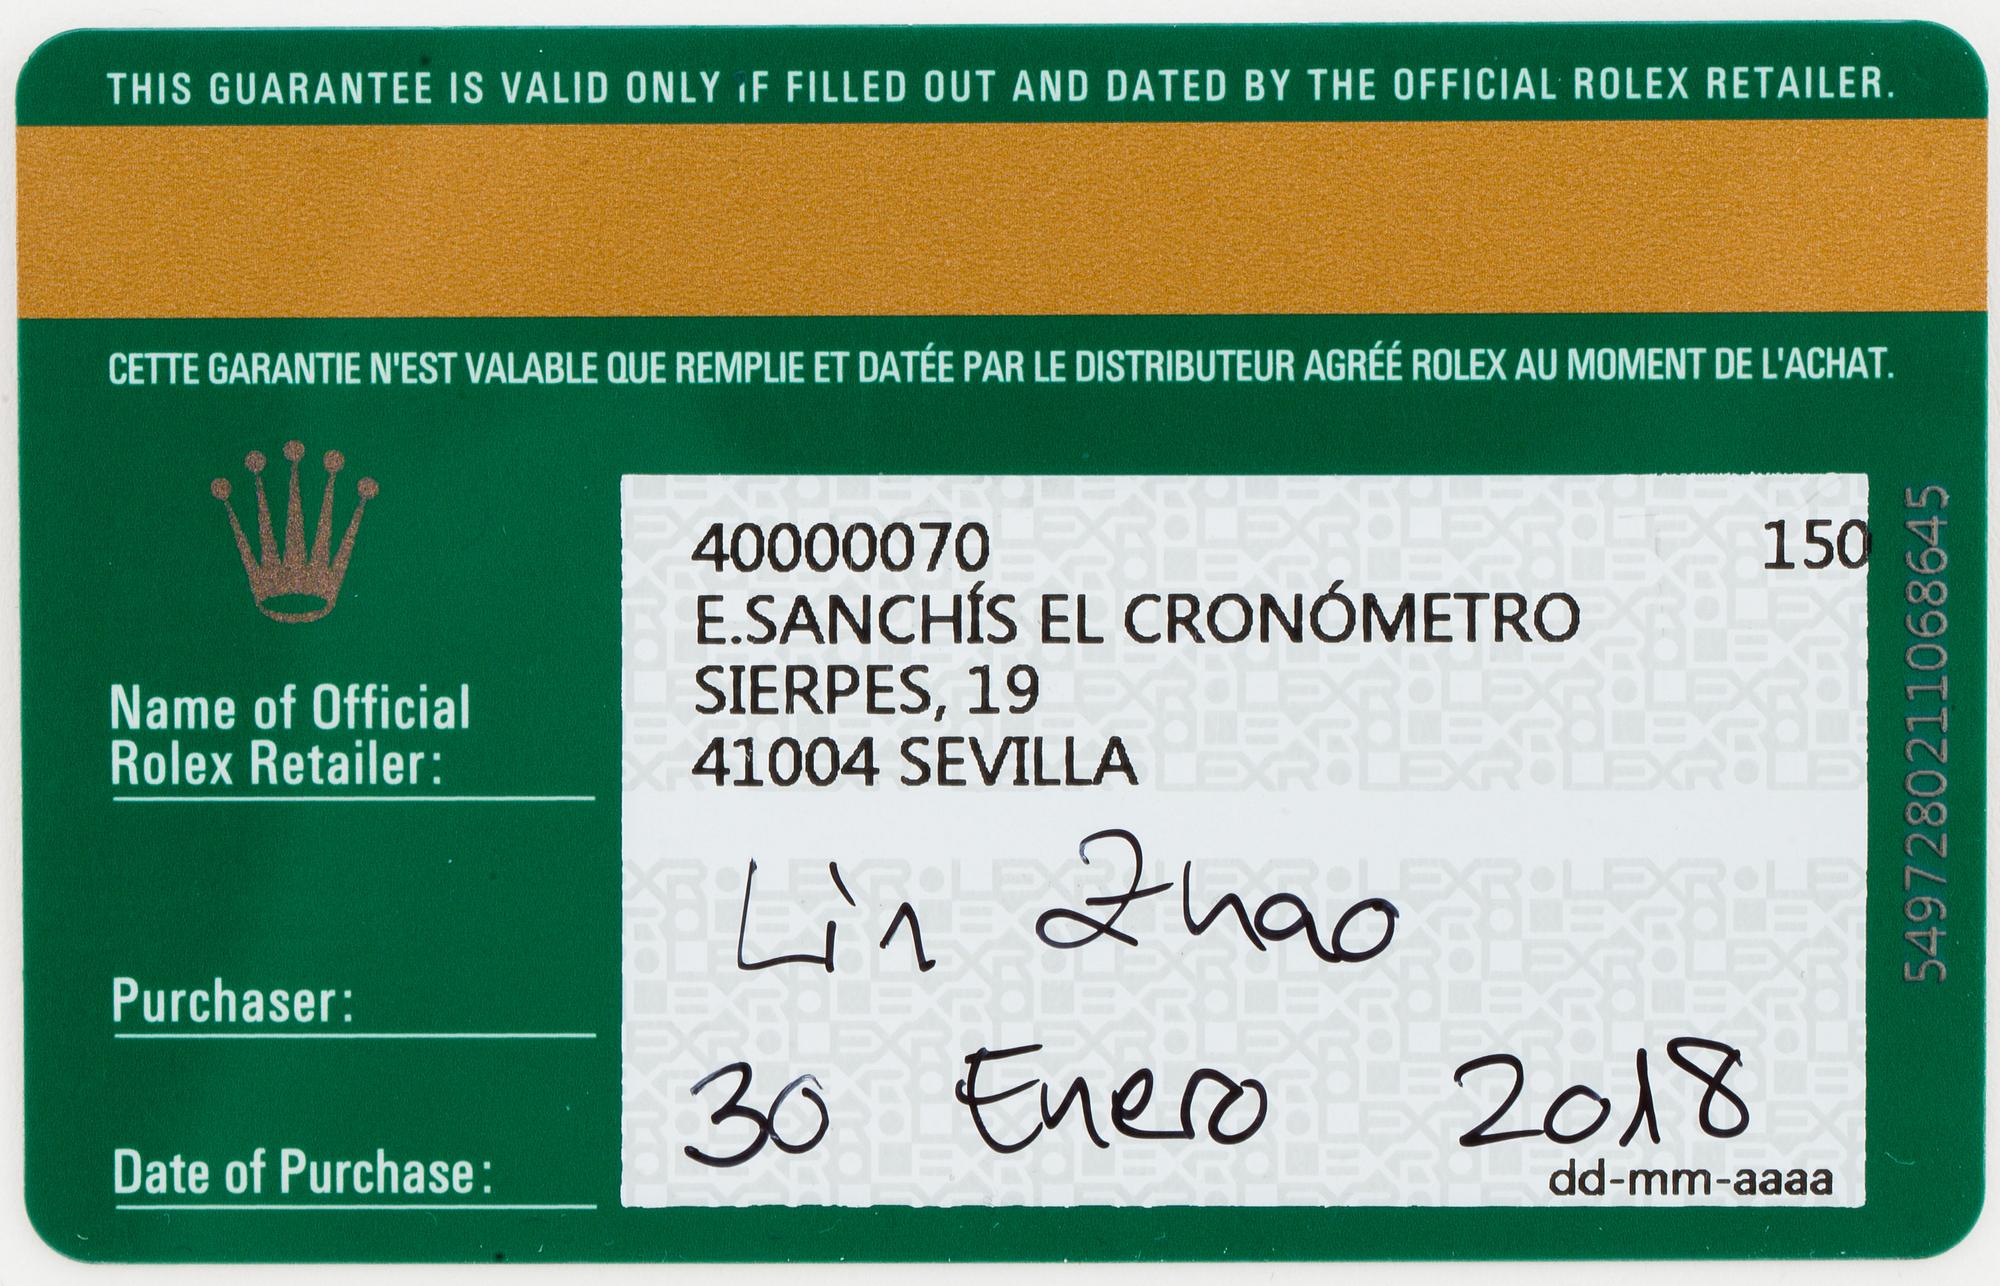 THIS GUARANTEE IS VALID ONLY IF FILLED OUT AND DATED BY THE OFFICIAL ROLEX RETAILER.
CETTE GARANTIE N'EST VALABLE QUE REMPLIE ET DATÉE PAR LE DISTRIBUTEUR AGRÉÉ ROLEX AU MOMENT DE L'ACHAT.
Name of Official
Rolex Retailer:
40000070 150
E.SANCHÍS EL CRONÓMETRO
SIERPES, 19
41004 SEVILLA
Purchaser:
Lin Zhao
Date of Purchase:
30 Enero 2018
dd-mm-aaaa
5497280211068645